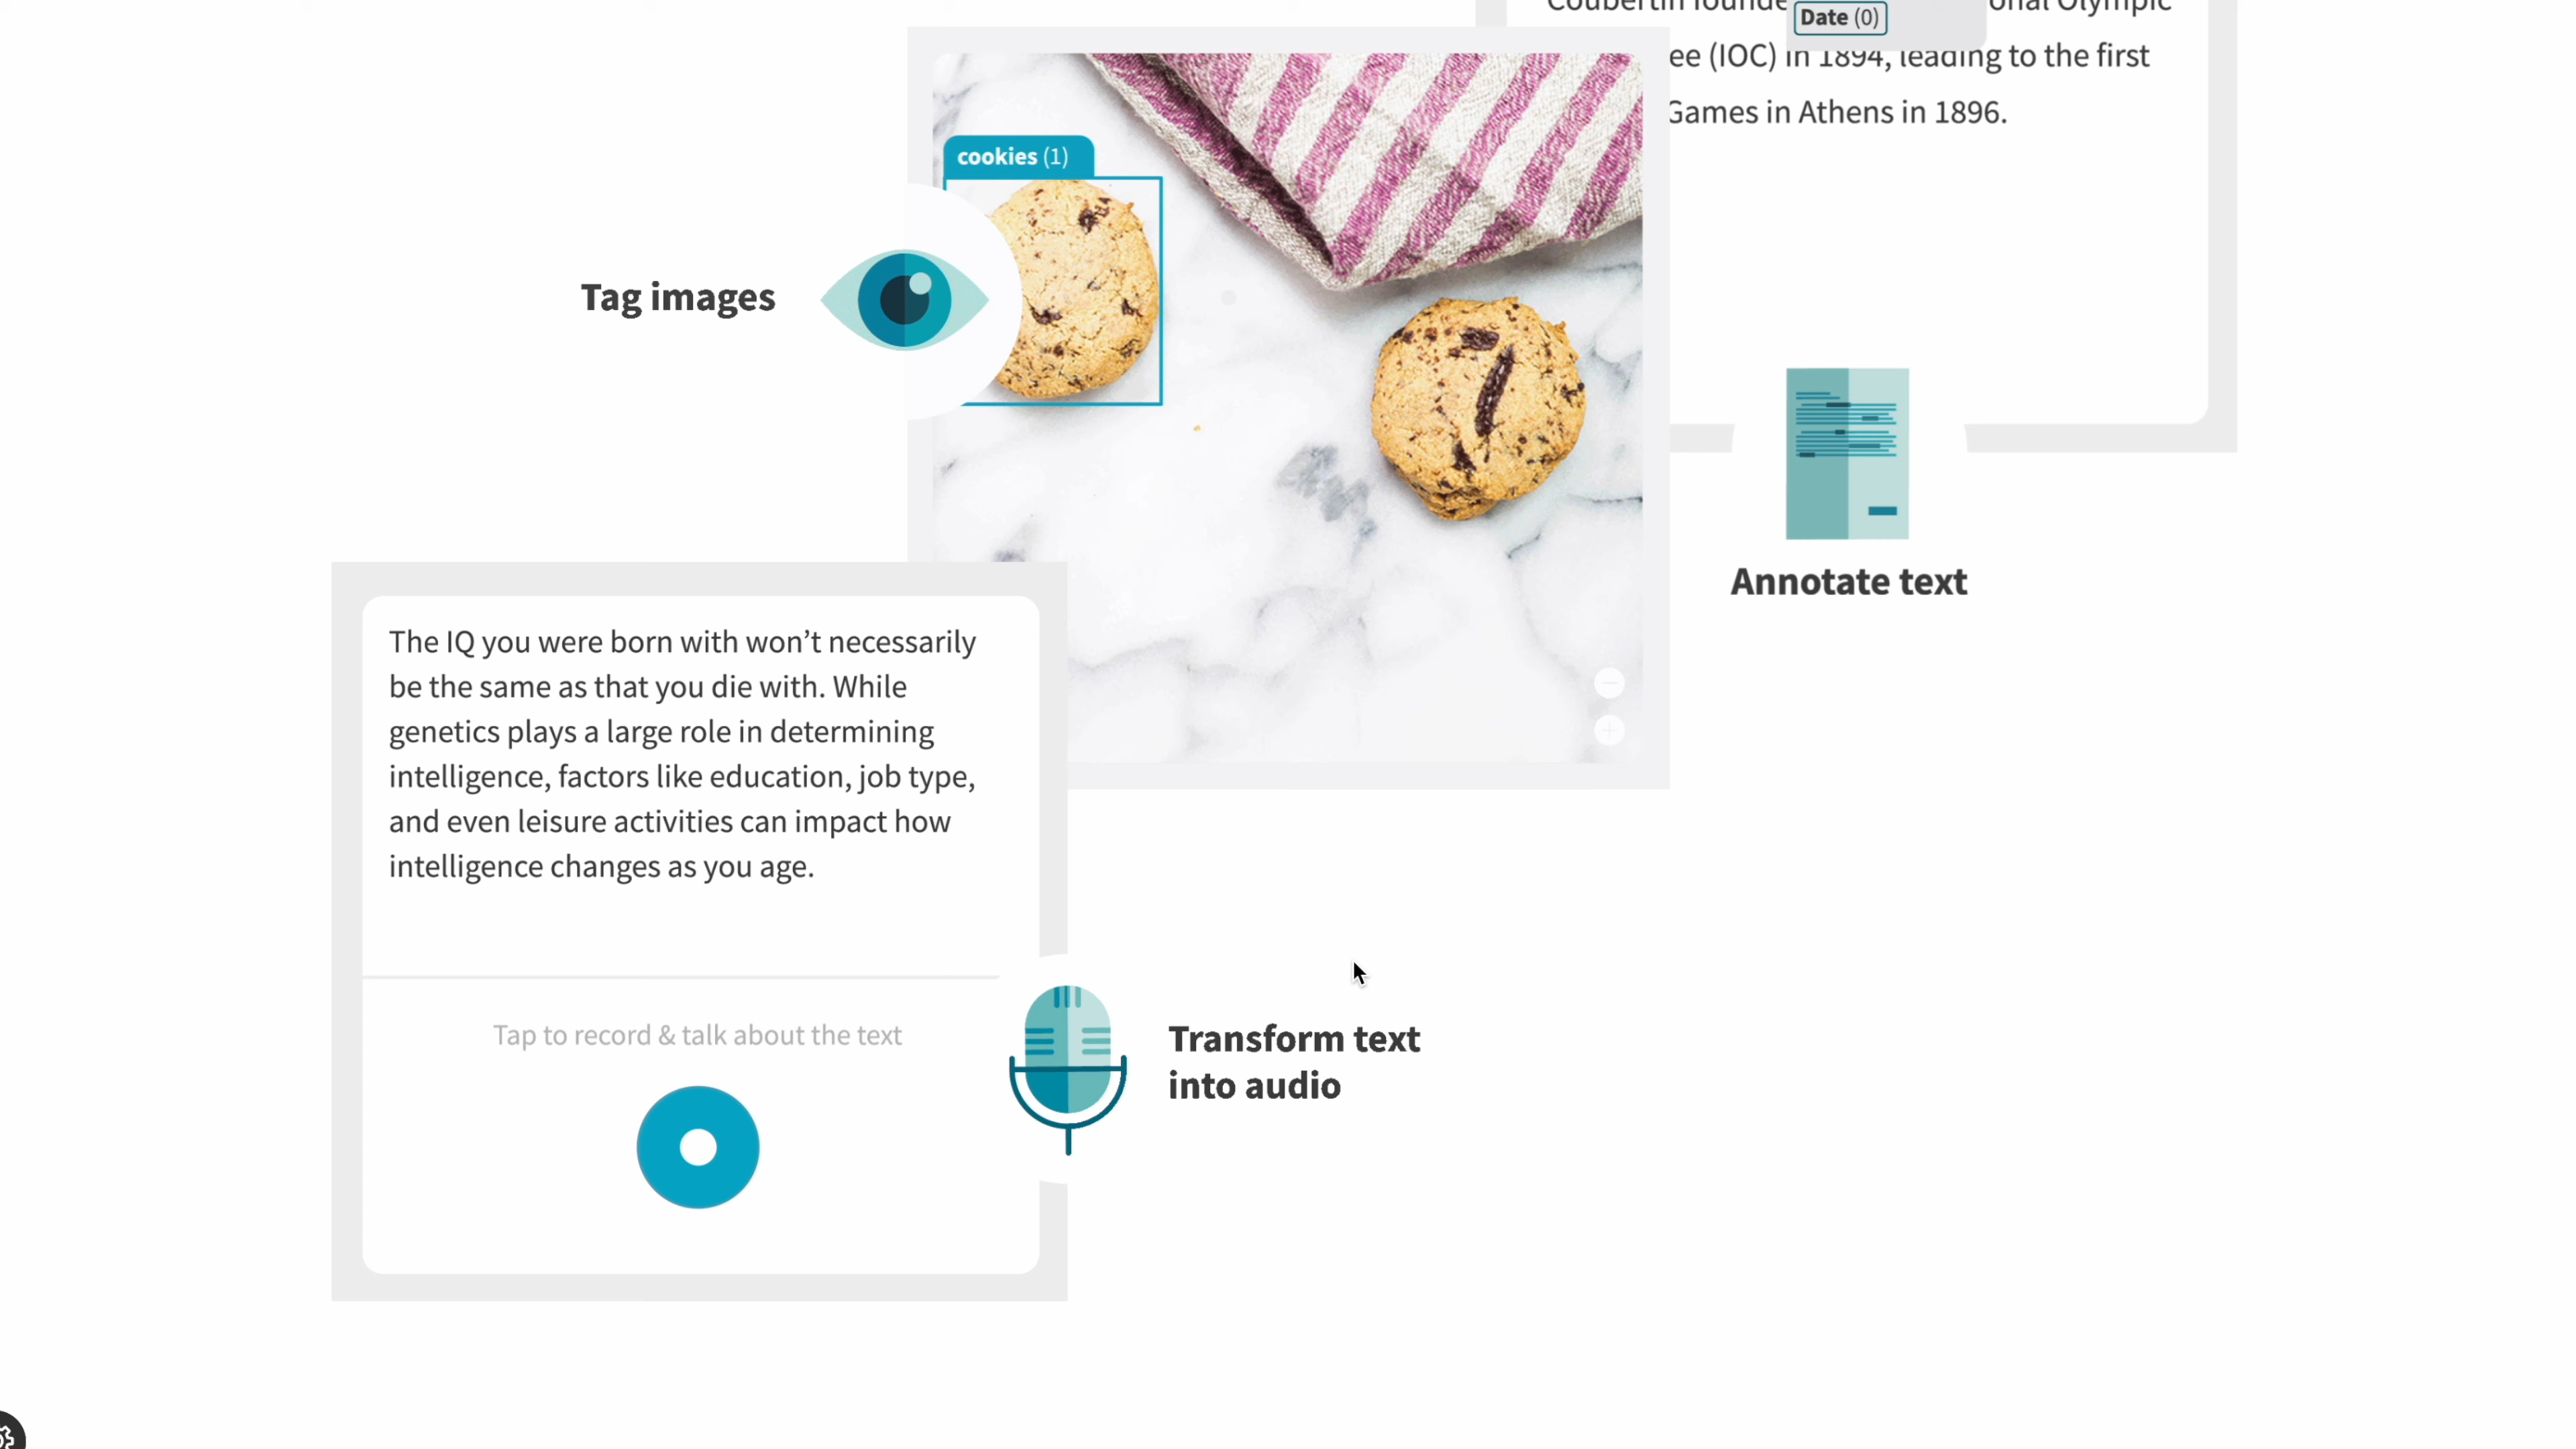 Coubertin
Olympic
Date (0)
(IOC) in 1894, leading to the first
Games in Athens in 1896.
cookies (1)
Tag images
Annotate text
The IQ you were born with won’t necessarily
be the same as that you die with. While
genetics plays a large role in determining
intelligence, factors like education, job type,
and even leisure activities can impact how
intelligence changes as you age.
Tap to record & talk about the text
Transform text
into audio